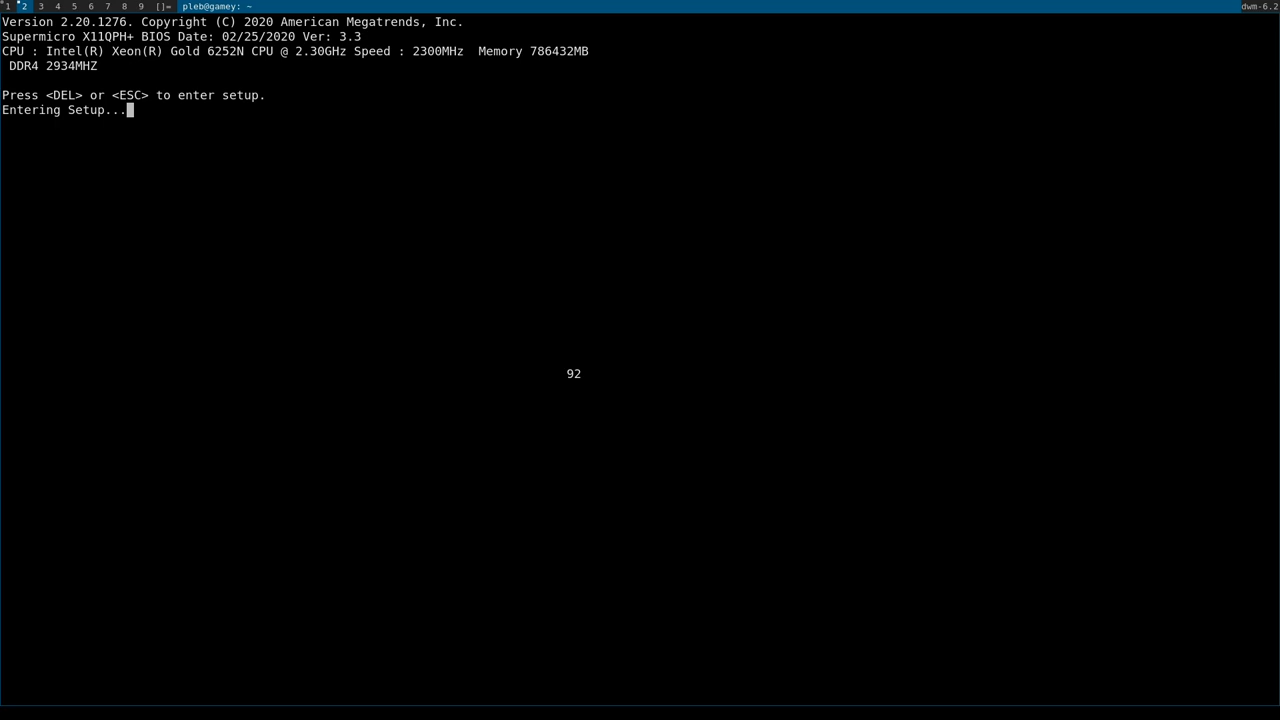 1 2 3 4 5 6 7 8 9 []= pleb@gamey: ~ dwm-6.2
Version 2.20.1276. Copyright (C) 2020 American Megatrends, Inc.
Supermicro X11QPH+ BIOS Date: 02/25/2020 Ver: 3.3
CPU : Intel(R) Xeon(R) Gold 6252N CPU @ 2.30GHz Speed : 2300MHz  Memory 786432MB
 DDR4 2934MHZ
Press <DEL> or <ESC> to enter setup.
Entering Setup...
92